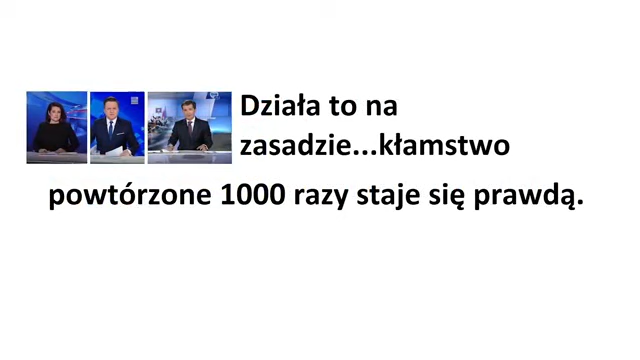 Działa to na
zasadzie...kłamstwo
powtórzone 1000 razy staje się prawdą.